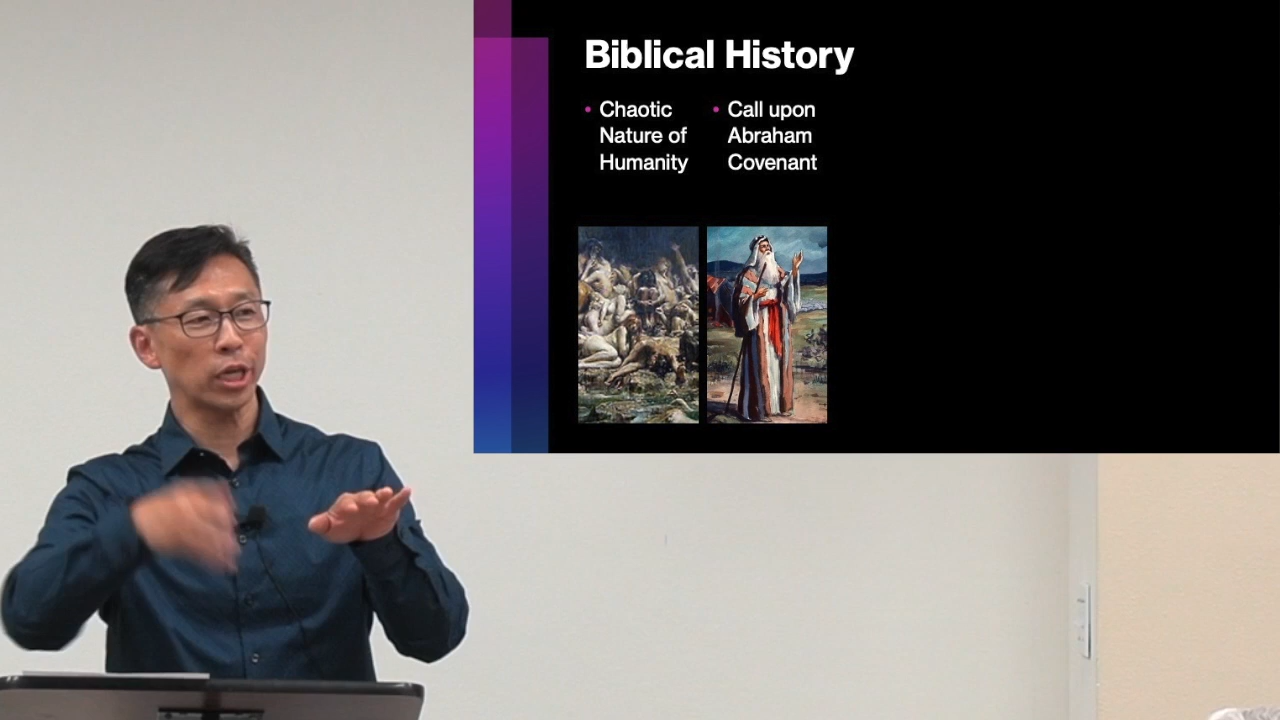 Biblical History
• Chaotic
Nature of
Humanity
• Call upon
Abraham
Covenant